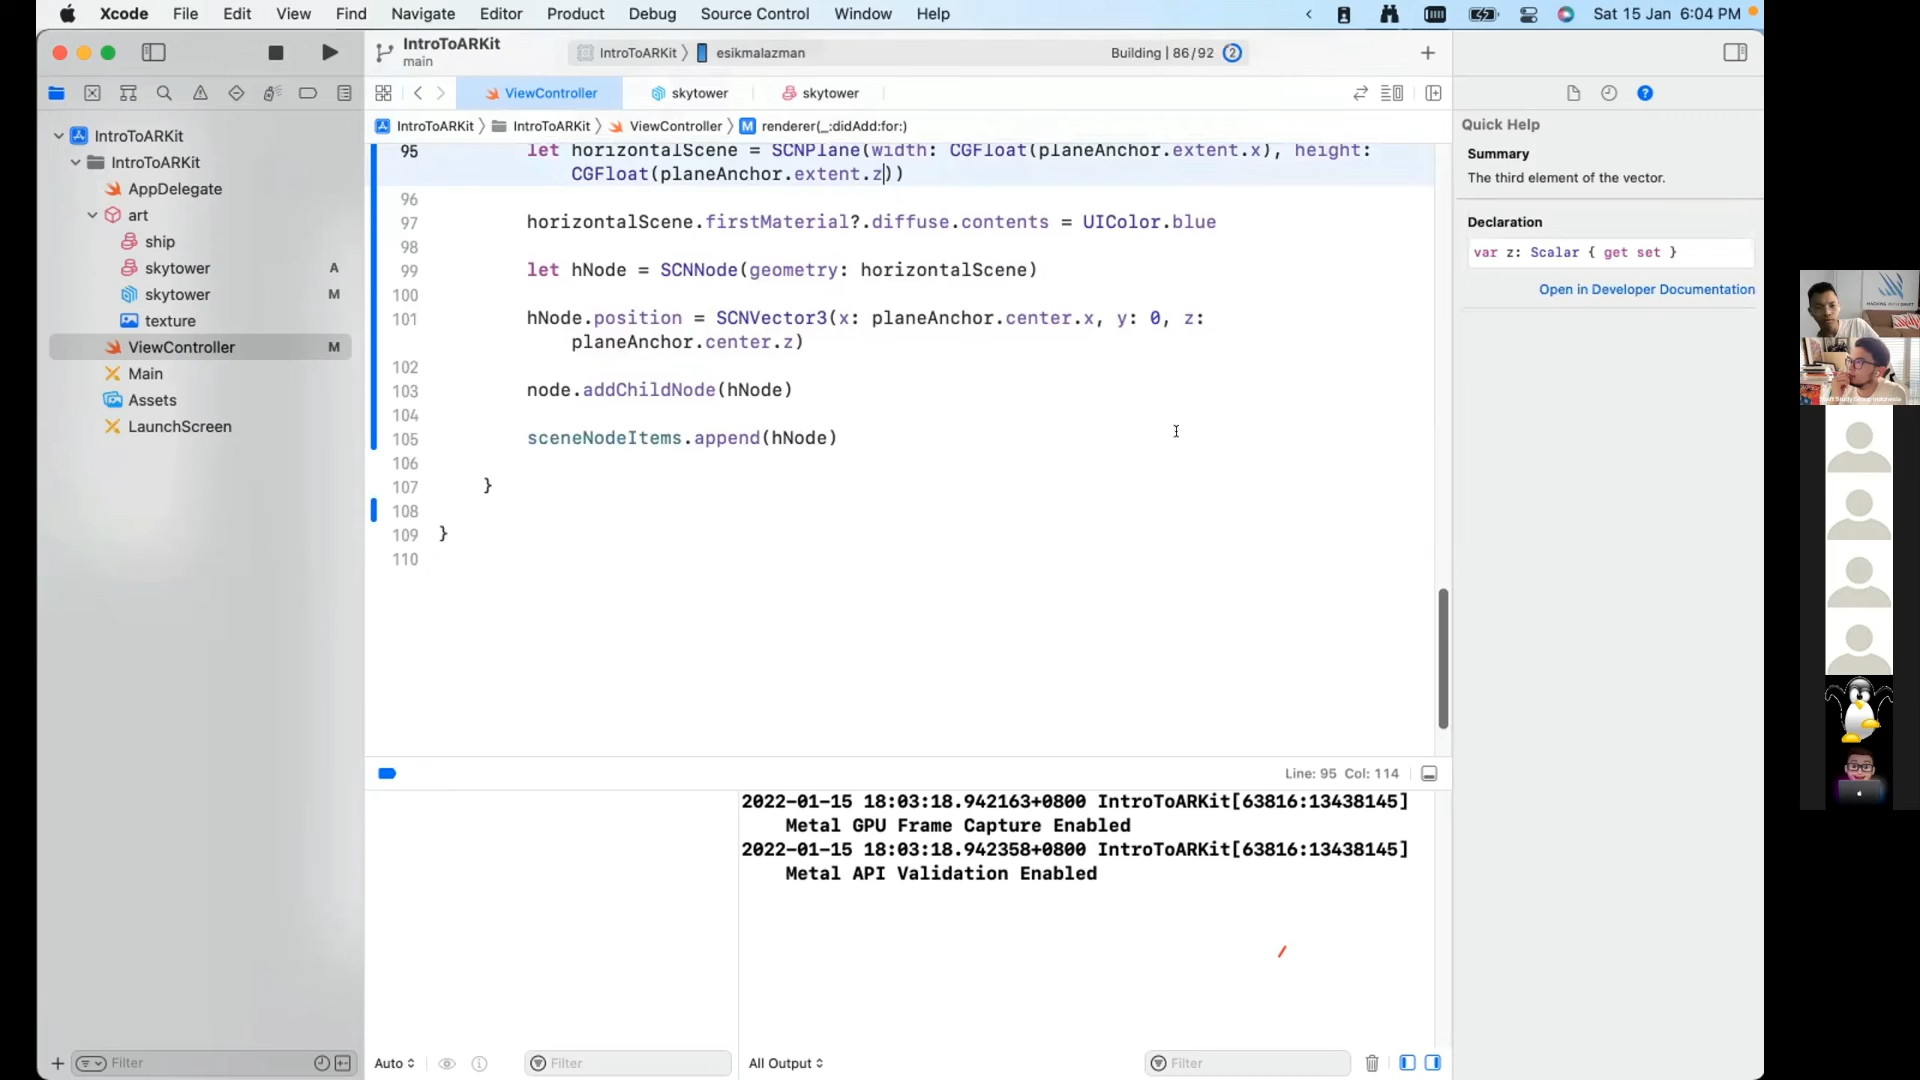 Xcode File Edit View Find Navigate Editor Product Debug Source Control Window Help Sat 15 Jan 6:04 PM
IntroToARKit
main
IntroToARKit esikmalazman Building | 86/92 2
ViewController skytower skytower
IntroToARKit IntroToARKit ViewController M renderer(_:didAdd:for:)
IntroToARKit
IntroToARKit
AppDelegate
art
ship
skytower A
skytower M
texture
ViewController M
Main
Assets
LaunchScreen
95 let horizontalScene = SCNPlane(width: CGFloat(planeAnchor.extent.x), height:
CGFloat(planeAnchor.extent.z))
96
97 horizontalScene.firstMaterial?.diffuse.contents = UIColor.blue
98
99 let hNode = SCNNode(geometry: horizontalScene)
100
101 hNode.position = SCNVector3(x: planeAnchor.center.x, y: 0, z:
planeAnchor.center.z)
102
103 node.addChildNode(hNode)
104
105 sceneNodeItems.append(hNode)
106
107 }
108
109 }
110
Quick Help
Summary
The third element of the vector.
Declaration
var z: Scalar { get set }
Open in Developer Documentation
Line: 95 Col: 114
2022-01-15 18:03:18.942163+0800 IntroToARKit[63816:13438145]
Metal GPU Frame Capture Enabled
2022-01-15 18:03:18.942358+0800 IntroToARKit[63816:13438145]
Metal API Validation Enabled
Filter
Auto Filter
All Output Filter